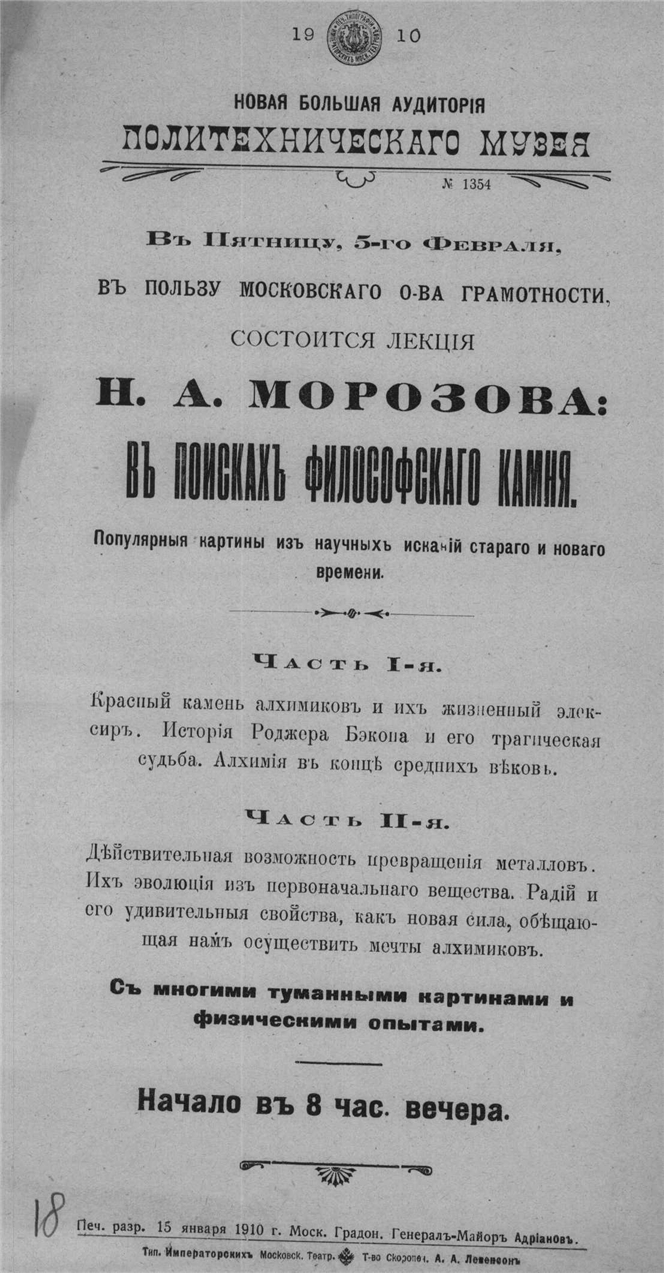 19 10
НОВАЯ БОЛЬШАЯ АУДИТОРІЯ
ПОЛИТЕХНИЧЕСКАГО МУЗЕЯ
№ 1354
Въ Пятницу, 5-го Февраля,
ВЪ ПОЛЬЗУ МОСКОВСКАГО О-ВА ГРАМОТНОСТИ,
СОСТОИТСЯ ЛЕКЦІЯ
Н. А. МОРОЗОВА:
ВЪ ПОИСКАХЪ ФИЛОСОФСКАГО КАМНЯ.
Популярныя картины изъ научныхъ исканій стараго и новаго
времени.
Часть I-я.
Красный камень алхимиковъ и ихъ жизненный элек-
сиръ. Исторія Роджера Бэкона и его трагическая
судьба. Алхимія въ концѣ среднихъ вѣковъ.
Часть II-я.
Дѣйствительная возможность превращенія металловъ.
Ихъ эволюція изъ первоначальнаго вещества. Радій и
его удивительныя свойства, какъ новая сила, обѣщаю-
щая намъ осуществить мечты алхимиковъ.
Съ многими туманными картинами и
физическими опытами.
Начало въ 8 час. вечера.
18
Печ. разр. 15 января 1910 г. Моск. Градон. Генералъ-Майоръ Адріановъ.
Тип. Императорскихъ Московск. Театр. Т-во Скоропеч. А. А. Левенсонъ